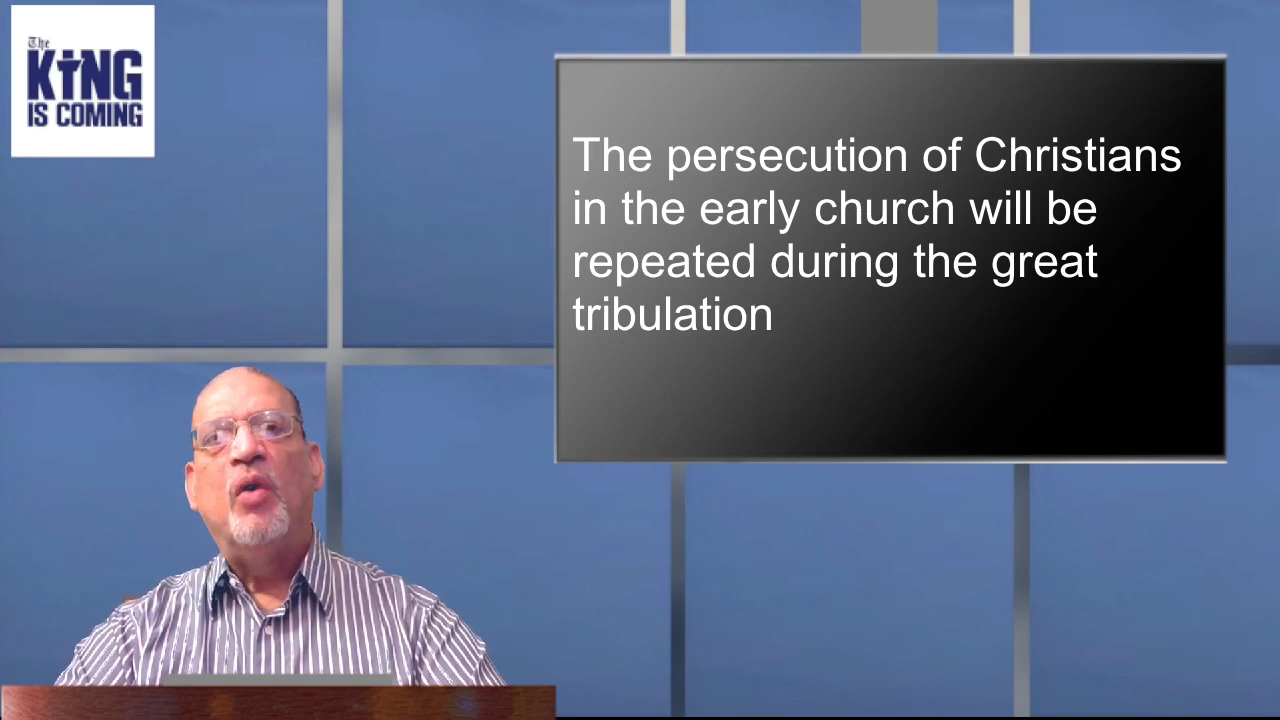 The
KING
IS COMING
The persecution of Christians
in the early church will be
repeated during the great
tribulation